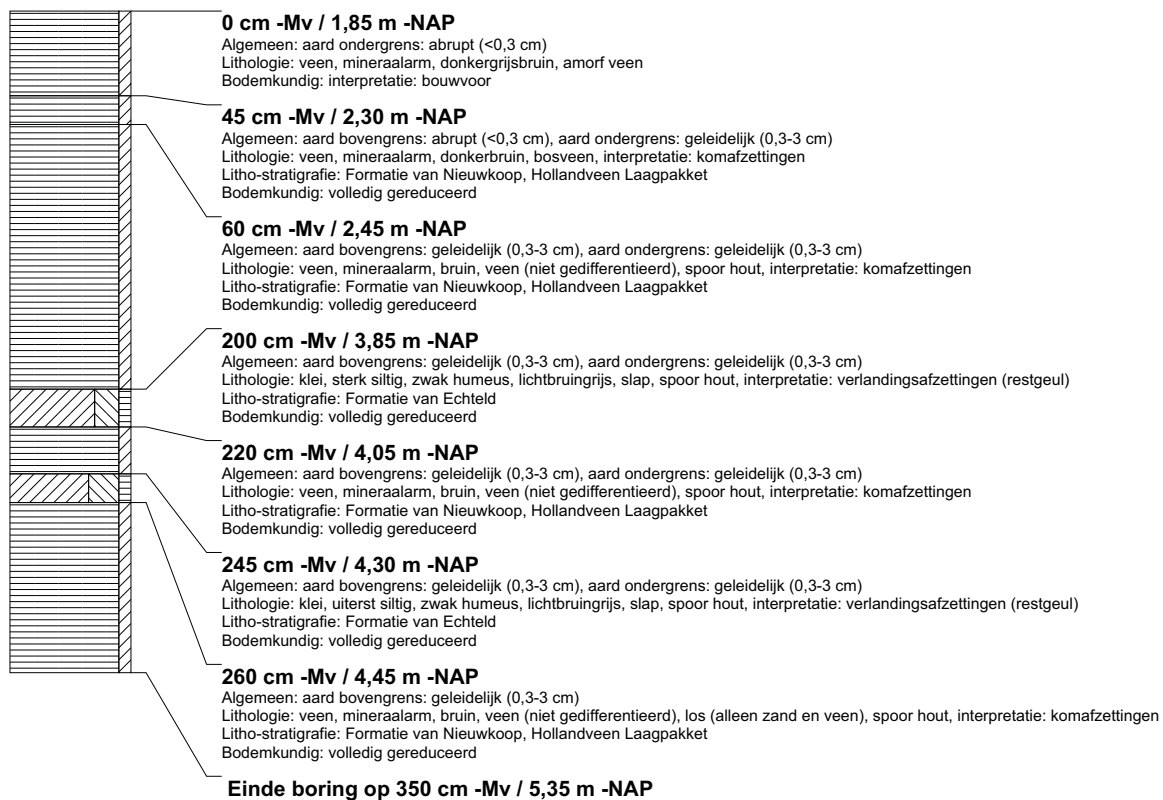 0 cm -Mv / 1,85 m -NAP
Algemeen: aard ondergrens: abrupt (<0,3 cm)
Lithologie: veen, mineraalarm, donkergrijsbruin, amorf veen
Bodemkundig: interpretatie: bouwvoor
45 cm -Mv / 2,30 m -NAP
Algemeen: aard bovengrens: abrupt (<0,3 cm), aard ondergrens: geleidelijk (0,3-3 cm)
Lithologie: veen, mineraalarm, donkerbruin, bosveen, interpretatie: komafzettingen
Litho-stratigrafie: Formatie van Nieuwkoop, Hollandveen Laagpakket
Bodemkundig: volledig gereduceerd
60 cm -Mv / 2,45 m -NAP
Algemeen: aard bovengrens: geleidelijk (0,3-3 cm), aard ondergrens: geleidelijk (0,3-3 cm)
Lithologie: veen, mineraalarm, bruin, veen (niet gedifferentieerd), spoor hout, interpretatie: komafzettingen
Litho-stratigrafie: Formatie van Nieuwkoop, Hollandveen Laagpakket
Bodemkundig: volledig gereduceerd
200 cm -Mv / 3,85 m -NAP
Algemeen: aard bovengrens: geleidelijk (0,3-3 cm), aard ondergrens: geleidelijk (0,3-3 cm)
Lithologie: klei, sterk siltig, zwak humeus, lichtbruingrijs, slap, spoor hout, interpretatie: verlandingsafzettingen (restgeul)
Litho-stratigrafie: Formatie van Echteld
Bodemkundig: volledig gereduceerd
220 cm -Mv / 4,05 m -NAP
Algemeen: aard bovengrens: geleidelijk (0,3-3 cm), aard ondergrens: geleidelijk (0,3-3 cm)
Lithologie: veen, mineraalarm, bruin, veen (niet gedifferentieerd), spoor hout, interpretatie: komafzettingen
Litho-stratigrafie: Formatie van Nieuwkoop, Hollandveen Laagpakket
Bodemkundig: volledig gereduceerd
245 cm -Mv / 4,30 m -NAP
Algemeen: aard bovengrens: geleidelijk (0,3-3 cm), aard ondergrens: geleidelijk (0,3-3 cm)
Lithologie: klei, uiterst siltig, zwak humeus, lichtbruingrijs, slap, spoor hout, interpretatie: verlandingsafzettingen (restgeul)
Litho-stratigrafie: Formatie van Echteld
Bodemkundig: volledig gereduceerd
260 cm -Mv / 4,45 m -NAP
Algemeen: aard bovengrens: geleidelijk (0,3-3 cm)
Lithologie: veen, mineraalarm, bruin, veen (niet gedifferentieerd), los (alleen zand en veen), spoor hout, interpretatie: komafzettingen
Litho-stratigrafie: Formatie van Nieuwkoop, Hollandveen Laagpakket
Bodemkundig: volledig gereduceerd
Einde boring op 350 cm -Mv / 5,35 m -NAP